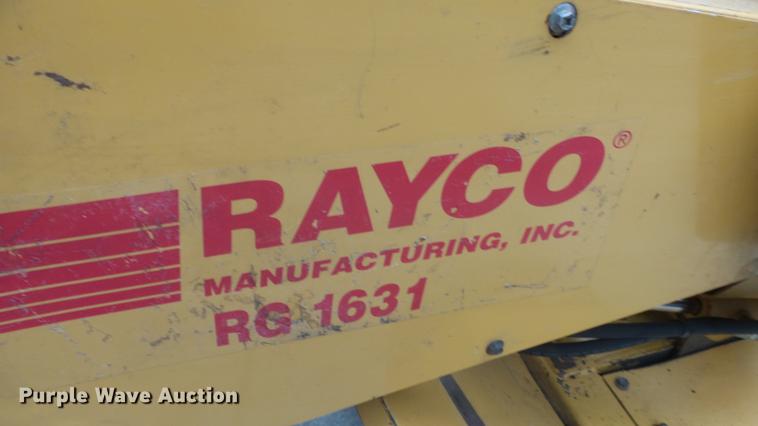 RAYCO®
MANUFACTURING, INC.
RG 1631
Purple Wave Auction